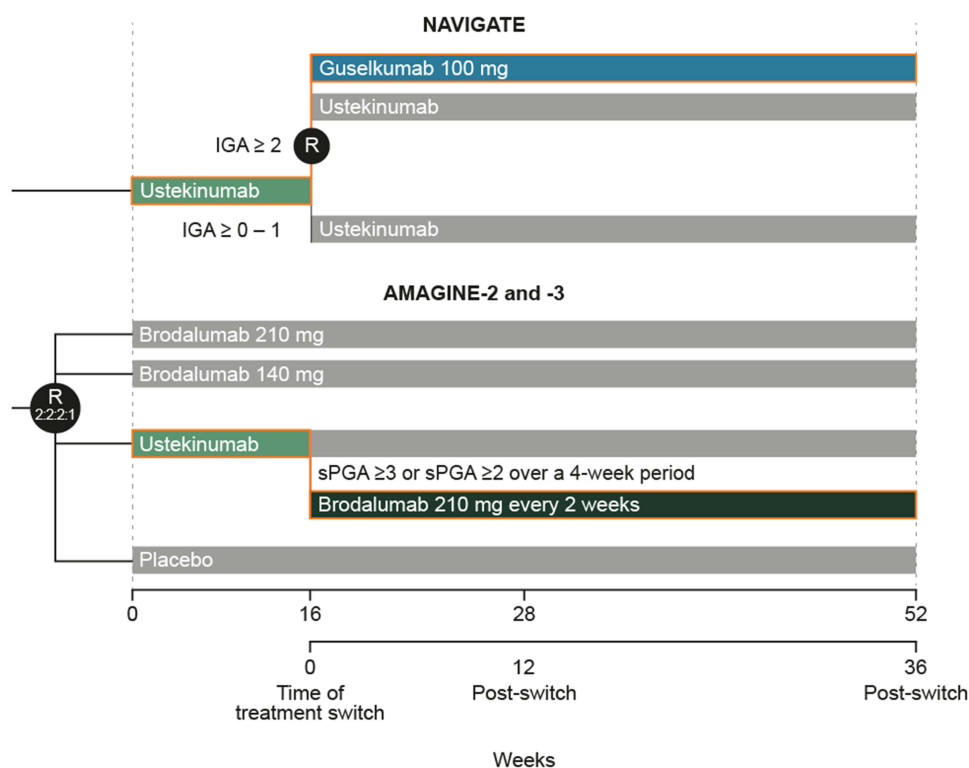 NAVIGATE
Guselkumab 100 mg
Ustekinumab
IGA ≥ 2
R
Ustekinumab
IGA ≥ 0 – 1
Ustekinumab
AMAGINE-2 and -3
Brodalumab 210 mg
Brodalumab 140 mg
R
2:2:2:1
Ustekinumab
sPGA ≥3 or sPGA ≥2 over a 4-week period
Brodalumab 210 mg every 2 weeks
Placebo
0 16 28 52
0 12 36
Time of treatment switch
Post-switch
Post-switch
Weeks